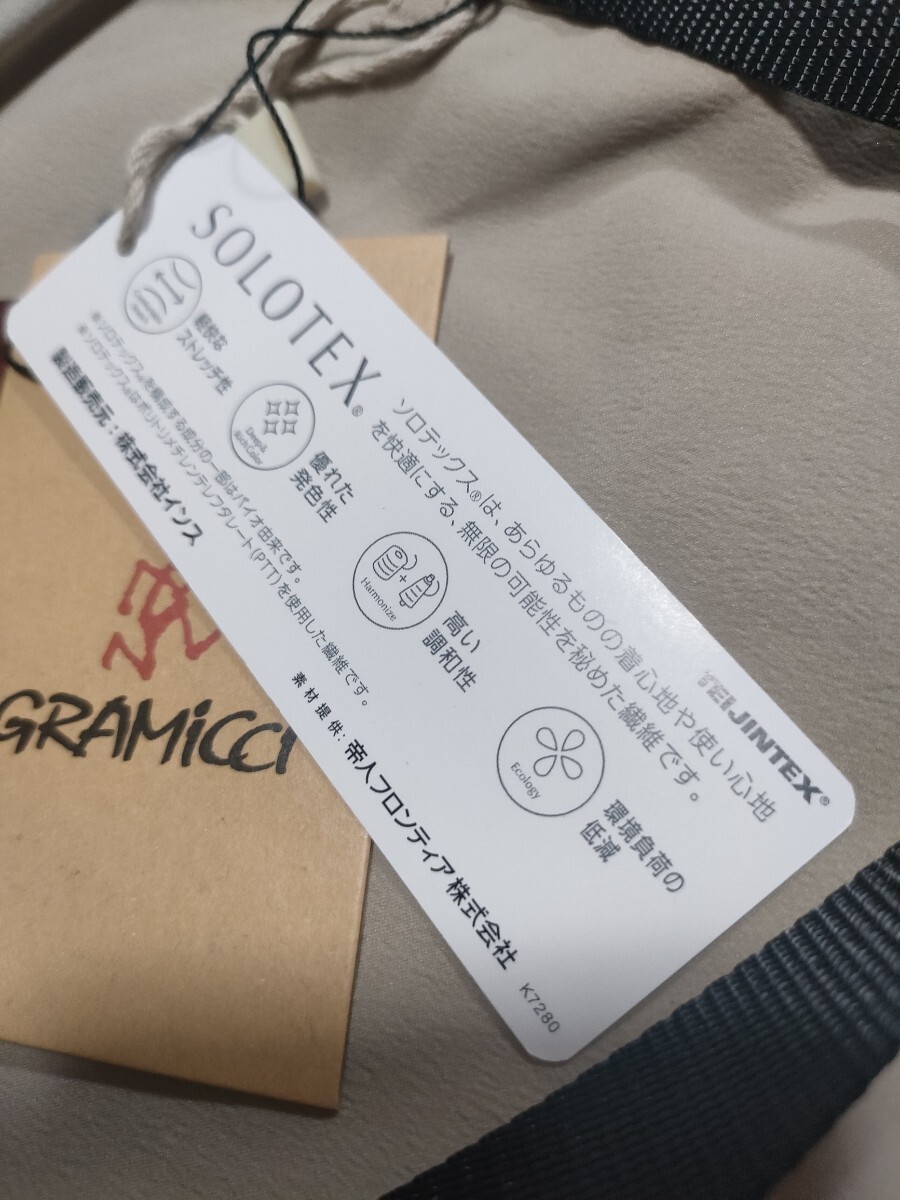 SOLOTEX®
ソロテックス®は、あらゆるものの着心地や使い心地
を快適にする、無限の可能性を秘めた繊維です。
軽快な
ストレッチ性
Deep&
Rich Color
優れた
発色性
Harmonize
高い
調和性
Ecology
環境負荷の
低減
※ソロテックス®を構成する成分の一部はバイオ由来です。
※ソロテックス®はポリトリメチレンテレフタレート(PTT)を使用した繊維です。
製造販売元:株式会社インス
素材提供:帝人フロンティア株式会社
K7280
TEIJINTEX®
GRAMiCCi